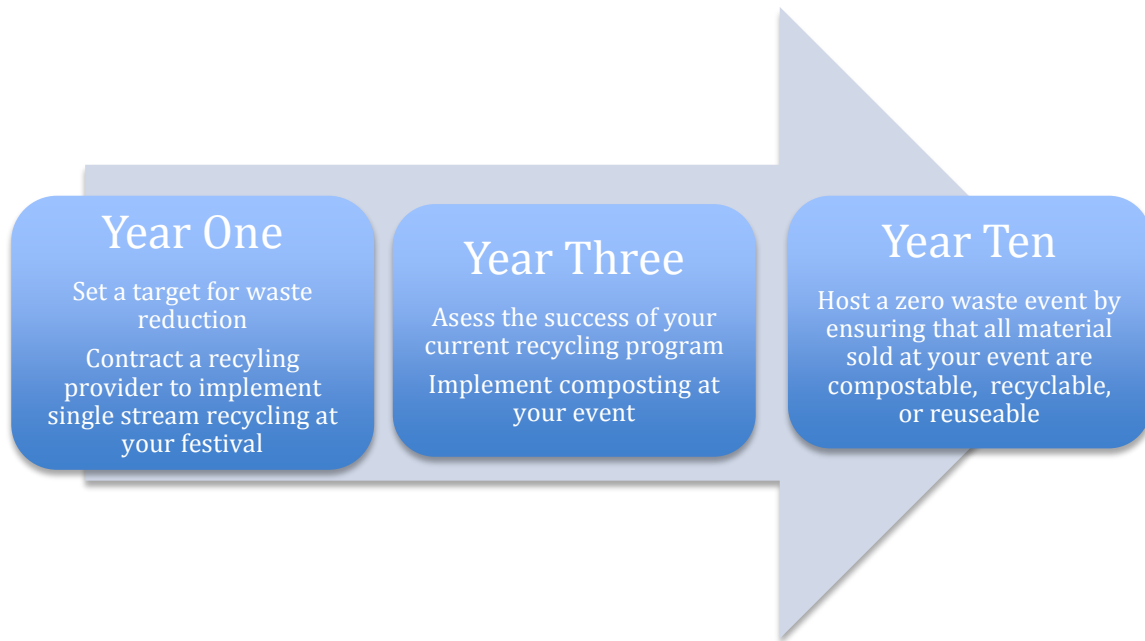 Year One
Set a target for waste
reduction
Contract a recyling
provider to implement
single stream recycling at
your festival
Year Three
Asess the success of your
current recycling program
Implement composting at
your event
Year Ten
Host a zero waste event by
ensuring that all material
sold at your event are
compostable, recyclable,
or reuseable